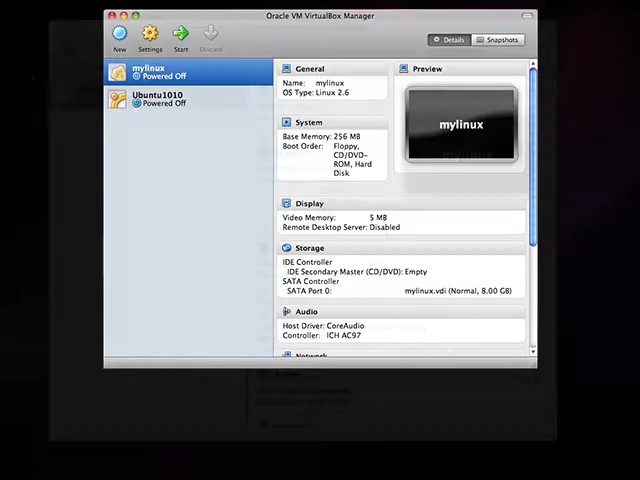 Oracle VM VirtualBox Manager
New Settings Start Discard
Details Snapshots
mylinux
Powered Off
Ubuntu1010
Powered Off
General
Name: mylinux
OS Type: Linux 2.6
System
Base Memory: 256 MB
Boot Order: Floppy,
CD/DVD-
ROM, Hard
Disk
Preview
mylinux
Display
Video Memory: 5 MB
Remote Desktop Server: Disabled
Storage
IDE Controller
IDE Secondary Master (CD/DVD): Empty
SATA Controller
SATA Port 0: mylinux.vdi (Normal, 8.00 GB)
Audio
Host Driver: CoreAudio
Controller: ICH AC97
Network